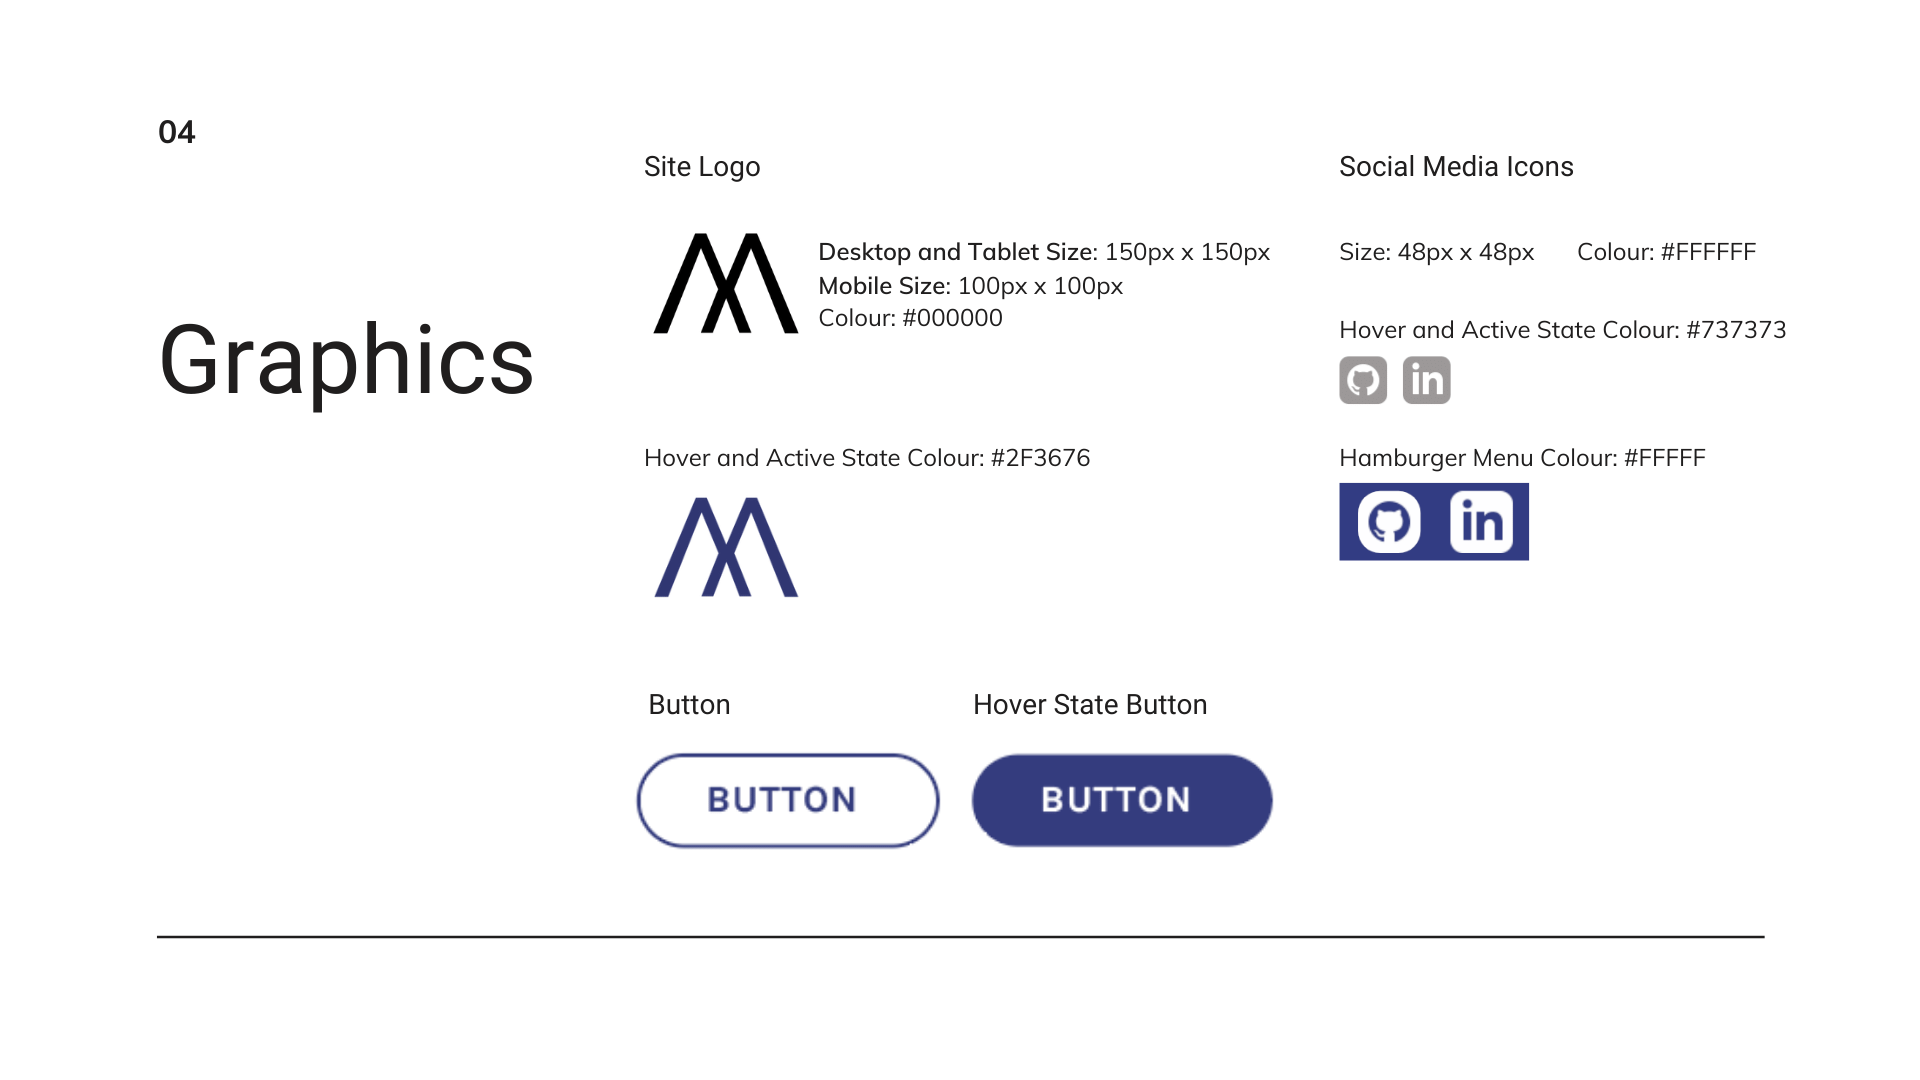 04
Graphics
Site Logo
Desktop and Tablet Size: 150px x 150px
Mobile Size: 100px x 100px
Colour: #000000
Hover and Active State Colour: #2F3676
Social Media Icons
Size: 48px x 48px Colour: #FFFFFF
Hover and Active State Colour: #737373
in
Hamburger Menu Colour: #FFFFF
in
Button
BUTTON
Hover State Button
BUTTON